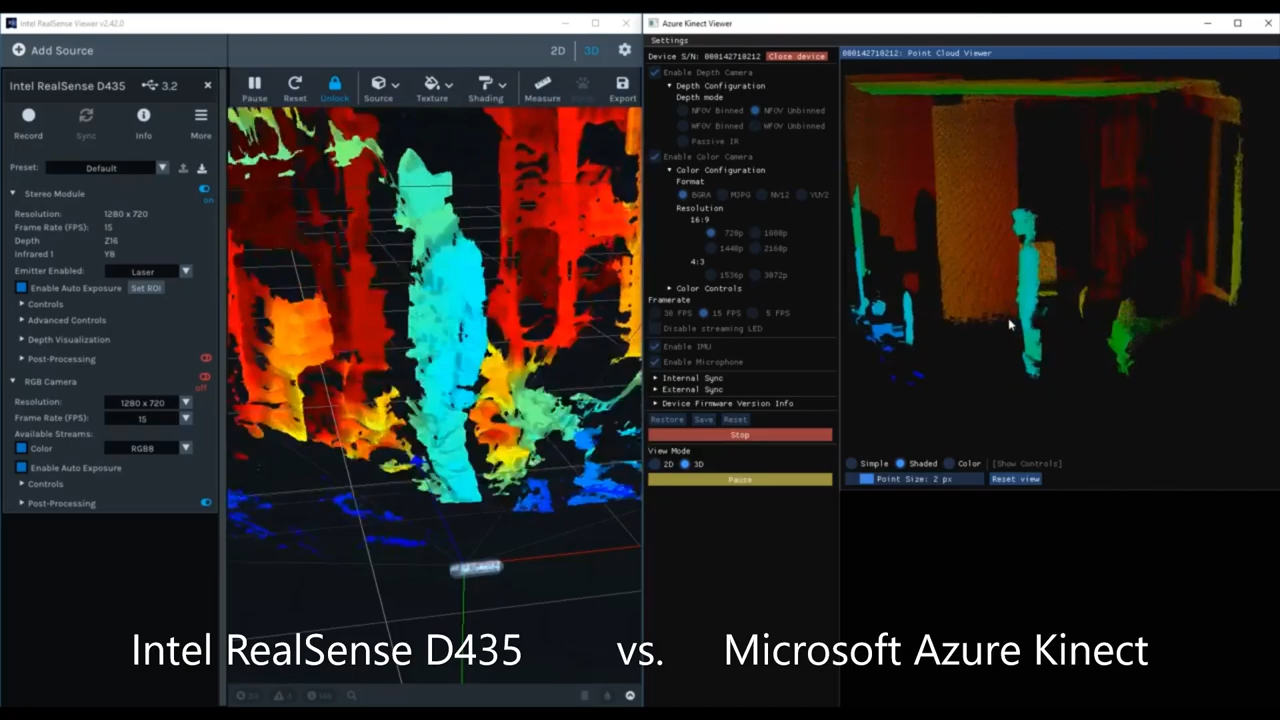 Intel RealSense Viewer v2.42.0
Add Source
2D
3D
Intel RealSense D435
3.2
Record
Sync
Info
More
Preset:
Default
Stereo Module
on
Resolution:
1280 x 720
Frame Rate (FPS):
15
Depth
Z16
Infrared 1
Y8
Emitter Enabled:
Laser
Enable Auto Exposure
Set ROI
Controls
Advanced Controls
Depth Visualization
Post-Processing
RGB Camera
off
Resolution:
1280 x 720
Frame Rate (FPS):
15
Available Streams:
Color
RGB8
Enable Auto Exposure
Controls
Post-Processing
Pause
Reset
Unlock
Source
Texture
Shading
Measure
Export
Azure Kinect Viewer
Settings
Device S/N: 000142710212
Close device
Enable Depth Camera
Depth Configuration
Depth mode
NFOV Binned
NFOV Unbinned
WFOV Binned
WFOV Unbinned
Passive IR
Enable Color Camera
Color Configuration
Format
BGRA
MJPG
NV12
YUY2
Resolution
16:9
720p
1080p
1440p
2160p
4:3
1536p
3072p
Color Controls
Framerate
30 FPS
15 FPS
5 FPS
Disable streaming LED
Enable IMU
Enable Microphone
Internal Sync
External Sync
Device Firmware Version Info
Restore
Save
Reset
Stop
View Mode
2D
3D
Pause
000142710212: Point Cloud Viewer
Simple
Shaded
Color
[Show Controls]
Point Size: 2 px
Reset view
Intel RealSense D435 vs. Microsoft Azure Kinect